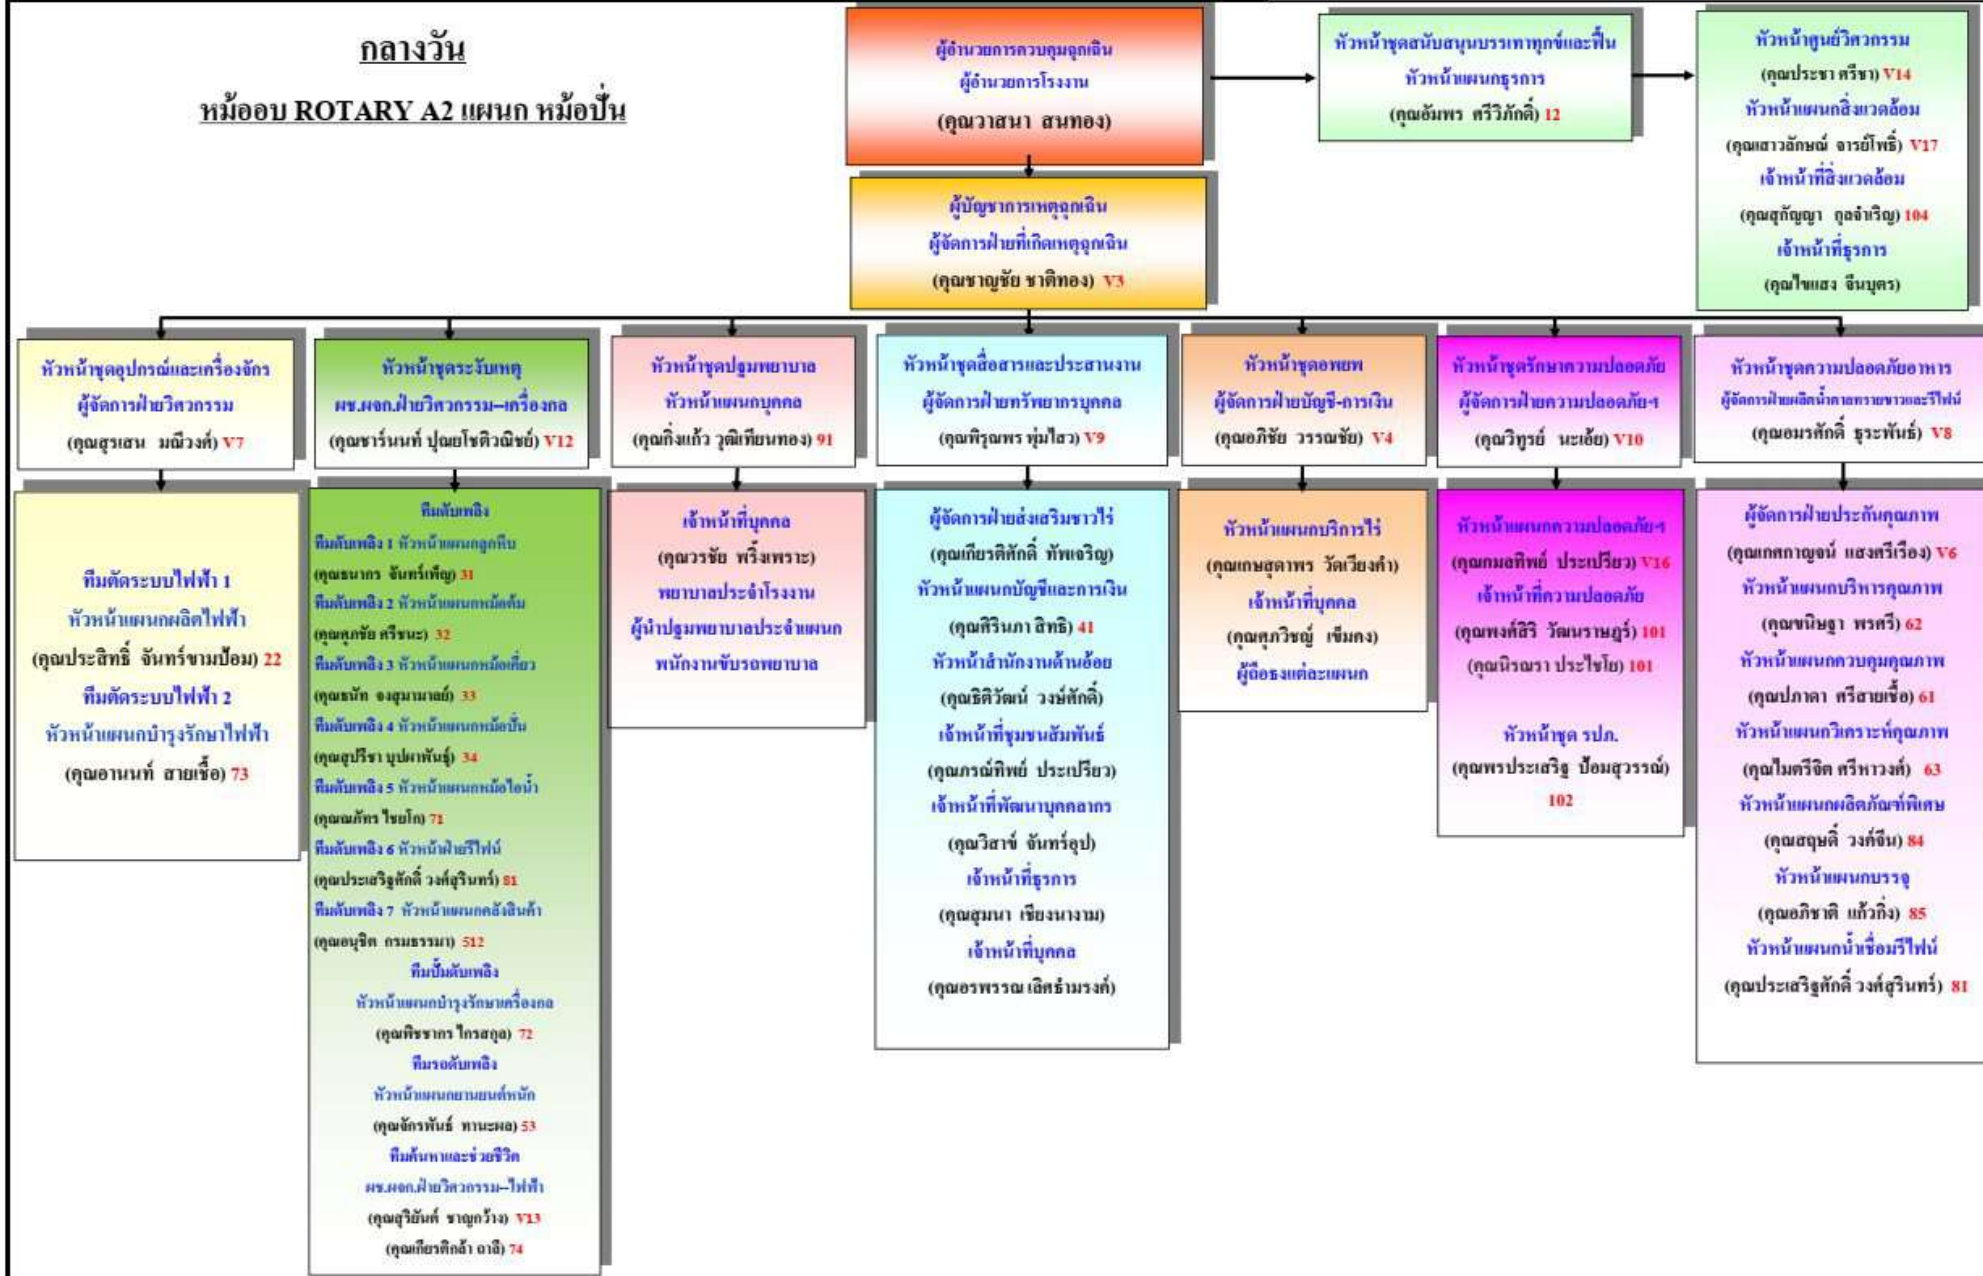 กลางวัน
หม้ออบ ROTARY A2 แผนก หม้อปั่น
ผู้อำนวยการควบคุมฉุกเฉิน
ผู้อำนวยการโรงงาน
(คุณวาสนา สนทอง)
หัวหน้าชุดสนับสนุนบรรเทาทุกข์และฟื้น
หัวหน้าแผนกธุรการ
(คุณอัมพร ศรีวิภักดิ์) 12
หัวหน้าศูนย์วิศวกรรม
(คุณประชา ศรีชา) V14
หัวหน้าแผนกสิ่งแวดล้อม
(คุณเสาวลักษณ์ จารย์โพธิ์) V17
เจ้าหน้าที่สิ่งแวดล้อม
(คุณสุกัญญา กุลจำเริญ) 104
เจ้าหน้าที่ธุรการ
(คุณไขแสง จีนบุตร)
ผู้บัญชาการเหตุฉุกเฉิน
ผู้จัดการฝ่ายที่เกิดเหตุฉุกเฉิน
(คุณชาญชัย ชาติทอง) V3
หัวหน้าชุดอุปกรณ์และเครื่องจักร
ผู้จัดการฝ่ายวิศวกรรม
(คุณสุรเสน มณีวงศ์) V7
ทีมตัดระบบไฟฟ้า 1
หัวหน้าแผนกผลิตไฟฟ้า
(คุณประสิทธิ์ จันทร์ขามป้อม) 22
ทีมตัดระบบไฟฟ้า 2
หัวหน้าแผนกบำรุงรักษาไฟฟ้า
(คุณอานนท์ สายเชื้อ) 73
หัวหน้าชุดระงับเหตุ
ผช.ผจก.ฝ่ายวิศวกรรม–เครื่องกล
(คุณชาร์นนท์ ปุณยโชติวณิชย์) V12
ทีมดับเพลิง
ทีมดับเพลิง 1 หัวหน้าแผนกลูกหีบ
(คุณธนากร จันทร์เพ็ญ) 31
ทีมดับเพลิง 2 หัวหน้าแผนกหม้อต้ม
(คุณศุภชัย ศรีชนะ) 32
ทีมดับเพลิง 3 หัวหน้าแผนกหม้อเคี่ยว
(คุณธนัท จงสุมามาลย์) 33
ทีมดับเพลิง 4 หัวหน้าแผนกหม้อปั่น
(คุณสุปรีชา บุปผาพันธุ์) 34
ทีมดับเพลิง 5 หัวหน้าแผนกหม้อไอน้ำ
(คุณณภัทร ไชยโก) 71
ทีมดับเพลิง 6 หัวหน้าฝ่ายรีไฟน์
(คุณประเสริฐศักดิ์ วงศ์สุรินทร์) 81
ทีมดับเพลิง 7 หัวหน้าแผนกคลังสินค้า
(คุณอนุชิต กรมธรรมา) 512
ทีมปั๊มดับเพลิง
หัวหน้าแผนกบำรุงรักษาเครื่องกล
(คุณพิชชากร ไกรสกุล) 72
ทีมรถดับเพลิง
หัวหน้าแผนกยานยนต์หนัก
(คุณจักรพันธ์ ทานะผล) 53
ทีมค้นหาและช่วยชีวิต
ผช.ผจก.ฝ่ายวิศวกรรม–ไฟฟ้า
(คุณสุริยันต์ ชาญกว้าง) V13
(คุณเกียรติกล้า ถาลี) 74
หัวหน้าชุดปฐมพยาบาล
หัวหน้าแผนกบุคคล
(คุณกิ่งแก้ว วุฒิเทียนทอง) 91
เจ้าหน้าที่บุคคล
(คุณวรชัย พริ้งเพราะ)
พยาบาลประจำโรงงาน
ผู้นำปฐมพยาบาลประจำแผนก
พนักงานขับรถพยาบาล
หัวหน้าชุดสื่อสารและประสานงาน
ผู้จัดการฝ่ายทรัพยากรบุคคล
(คุณพิรุณพร พุ่มไสว) V9
ผู้จัดการฝ่ายส่งเสริมชาวไร่
(คุณเกียรติศักดิ์ ทัพเจริญ)
หัวหน้าแผนกบัญชีและการเงิน
(คุณศิรินภา สิทธิ) 41
หัวหน้าสำนักงานด้านอ้อย
(คุณธิติวัฒน์ วงษ์ศักดิ์)
เจ้าหน้าที่ชุมชนสัมพันธ์
(คุณภรณ์ทิพย์ ประเปรียว)
เจ้าหน้าที่พัฒนาบุคคลากร
(คุณวิสาข์ จันทร์อุป)
เจ้าหน้าที่ธุรการ
(คุณสุมนา เชียงนางาม)
เจ้าหน้าที่บุคคล
(คุณอรพรรณ เลิศธำมรงค์)
หัวหน้าชุดอพยพ
ผู้จัดการฝ่ายบัญชี-การเงิน
(คุณอภิชัย วรรณชัย) V4
หัวหน้าแผนกบริการไร่
(คุณเกษสุดาพร วัดเวียงคำ)
เจ้าหน้าที่บุคคล
(คุณศุภวิชญ์ เข็มคง)
ผู้ถือธงแต่ละแผนก
หัวหน้าชุดรักษาความปลอดภัย
ผู้จัดการฝ่ายความปลอดภัยฯ
(คุณวิทูรย์ นะเอ้ย) V10
หัวหน้าแผนกความปลอดภัยฯ
(คุณกมลทิพย์ ประเปรียว) V16
เจ้าหน้าที่ความปลอดภัย
(คุณพงศ์สิริ วัฒนราษฎร์) 101
(คุณนิรณรา ประไชโย) 101
หัวหน้าชุด รปภ.
(คุณพรประเสริฐ ป้อมสุวรรณ์)
102
หัวหน้าชุดความปลอดภัยอาหาร
ผู้จัดการฝ่ายผลิตน้ำตาลทรายขาวและรีไฟน์
(คุณอมรศักดิ์ ธุระพันธ์) V8
ผู้จัดการฝ่ายประกันคุณภาพ
(คุณเกศกาญจน์ แสงศรีเรือง) V6
หัวหน้าแผนกบริหารคุณภาพ
(คุณขนิษฐา พรศรี) 62
หัวหน้าแผนกควบคุมคุณภาพ
(คุณปภาดา ศรีสายเชื้อ) 61
หัวหน้าแผนกวิเคราะห์คุณภาพ
(คุณไมตรีจิต ศรีหาวงศ์) 63
หัวหน้าแผนกผลิตภัณฑ์พิเศษ
(คุณสฤษดิ์ วงค์จีน) 84
หัวหน้าแผนกบรรจุ
(คุณอภิชาติ แก้วกิ่ง) 85
หัวหน้าแผนกน้ำเชื่อมรีไฟน์
(คุณประเสริฐศักดิ์ วงศ์สุรินทร์) 81